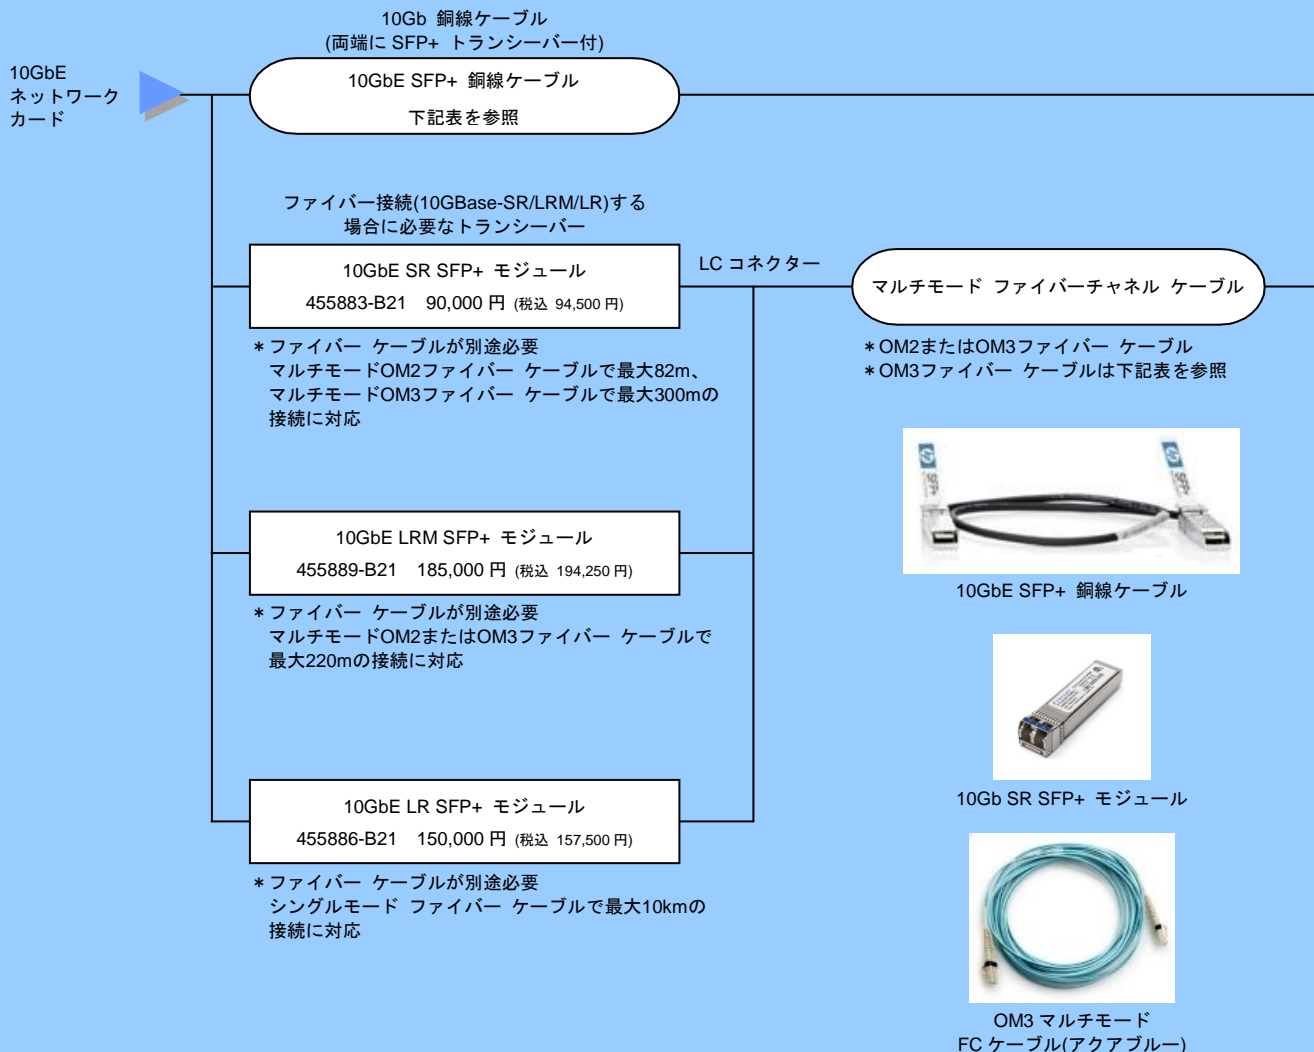 10Gb 銅線ケーブル
(両端に SFP+ トランシーバー付)
10GbE
ネットワーク
カード
10GbE SFP+ 銅線ケーブル
下記表を参照
ファイバー接続(10GBase-SR/LRM/LR)する
場合に必要なトランシーバー
10GbE SR SFP+ モジュール
455883-B21 90,000 円 (税込 94,500 円)
LC コネクター
マルチモード ファイバーチャネル ケーブル
*ファイバー ケーブルが別途必要
マルチモードOM2ファイバー ケーブルで最大82m、
マルチモードOM3ファイバー ケーブルで最大300mの
接続に対応
*OM2またはOM3ファイバー ケーブル
*OM3ファイバー ケーブルは下記表を参照
SFP+
SFP+
10GbE SFP+ 銅線ケーブル
10GbE LRM SFP+ モジュール
455889-B21 185,000 円 (税込 194,250 円)
*ファイバー ケーブルが別途必要
マルチモードOM2またはOM3ファイバー ケーブルで
最大220mの接続に対応
10Gb SR SFP+ モジュール
10GbE LR SFP+ モジュール
455886-B21 150,000 円 (税込 157,500 円)
*ファイバー ケーブルが別途必要
シングルモード ファイバー ケーブルで最大10kmの
接続に対応
OM3 マルチモード
FC ケーブル(アクアブルー)